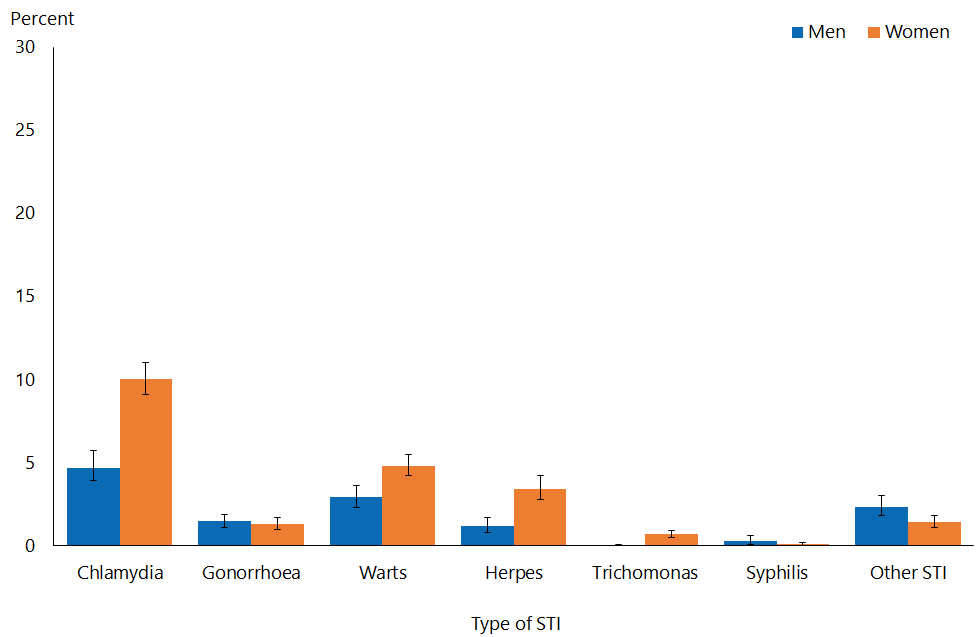 Percent
Men Women
30
25
20
15
10
5
0
Chlamydia Gonorrhoea Warts Herpes Trichomonas Syphilis Other STI
Type of STI